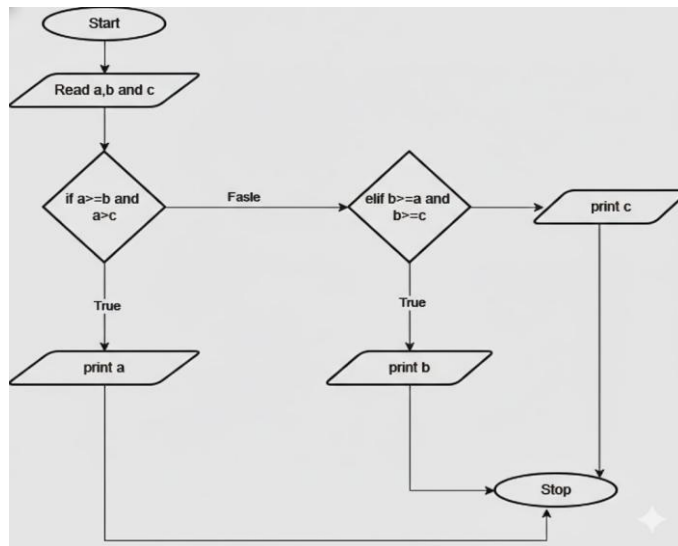 Start
Read a,b and c
if a>=b and
a>c
Fasle
elif b>=a and
b>=c
print c
True
True
print a
print b
Stop